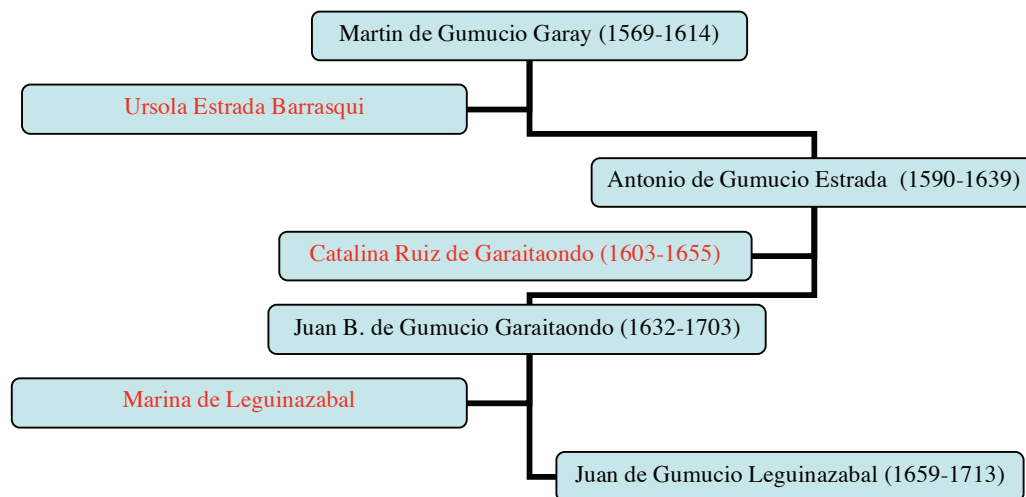 Martin de Gumucio Garay (1569-1614)
Ursola Estrada Barrasqui
Antonio de Gumucio Estrada (1590-1639)
Catalina Ruiz de Garaitaondo (1603-1655)
Juan B. de Gumucio Garaitaondo (1632-1703)
Marina de Leguinazabal
Juan de Gumucio Leguinazabal (1659-1713)